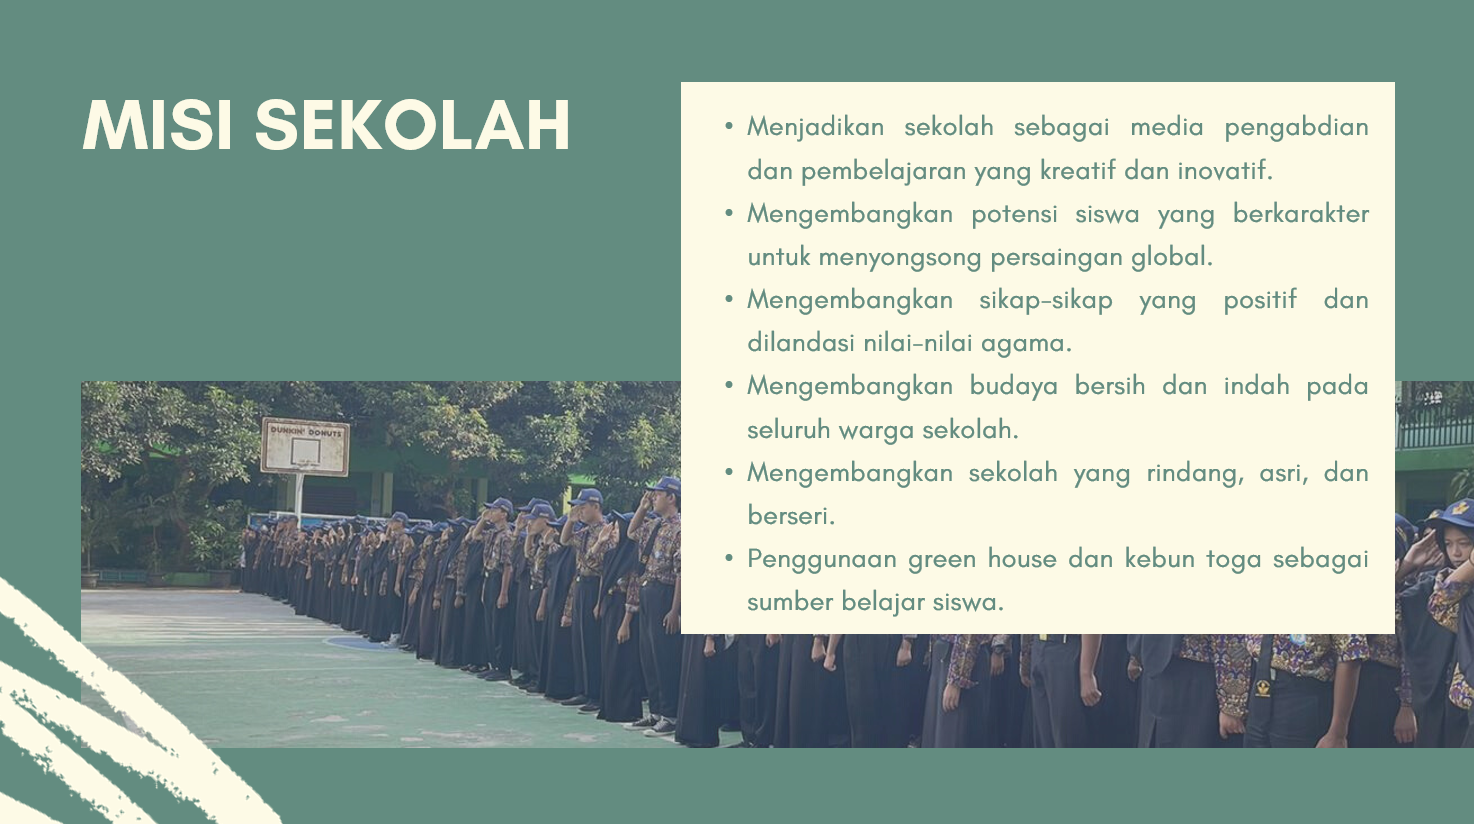 MISI SEKOLAH
• Menjadikan sekolah sebagai media pengabdian
dan pembelajaran yang kreatif dan inovatif.
• Mengembangkan potensi siswa yang berkarakter
untuk menyongsong persaingan global.
• Mengembangkan sikap-sikap yang positif dan
dilandasi nilai-nilai agama.
• Mengembangkan budaya bersih dan indah pada
seluruh warga sekolah.
• Mengembangkan sekolah yang rindang, asri, dan
berseri.
• Penggunaan green house dan kebun toga sebagai
sumber belajar siswa.
DUNKIN' DONUTS